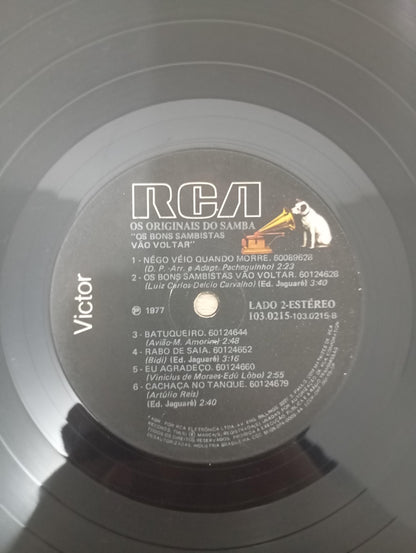 RCA
Victor
OS ORIGINAIS DO SAMBA
"OS BONS SAMBISTAS
VÃO VOLTAR"
1 - NÊGO VÉIO QUANDO MORRE. 60089628
(D. P. -Arr. e Adapt. Pacheguinho) 2:23
2 - OS BONS SAMBISTAS VÃO VOLTAR. 60124628
(Luiz Carlos-Delcio Carvalho) (Ed. Jaguaré) 3:40
℗ 1977
LADO 2-ESTÉREO
103.0215-103.0215-B
3 - BATUQUEIRO. 60124644
(Avião-M. Amorim) 2:48
4 - RABO DE SAIA. 60124652
(Bidi) (Ed. Jaguaré) 3:16
5 - EU AGRADEÇO. 60124660
(Vinicius de Moraes-Edú Lôbo) 2:55
6 - CACHAÇA NO TANQUE. 60124679
(Artúlio Reis)
(Ed. Jaguaré) 2:40